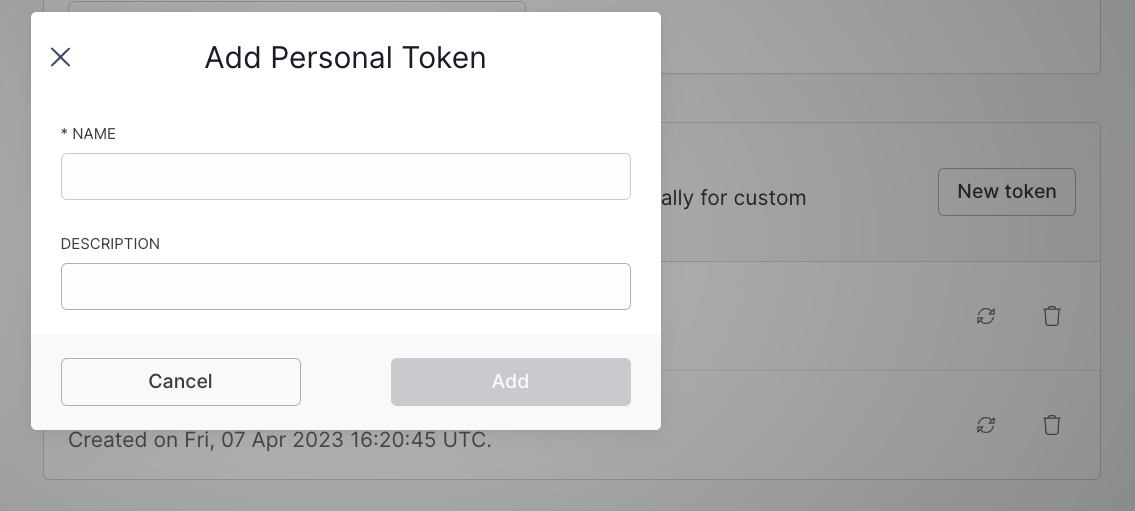 Add Personal Token
* NAME
DESCRIPTION
Cancel
Add
ally for custom
New token
Created on Fri, 07 Apr 2023 16:20:45 UTC.